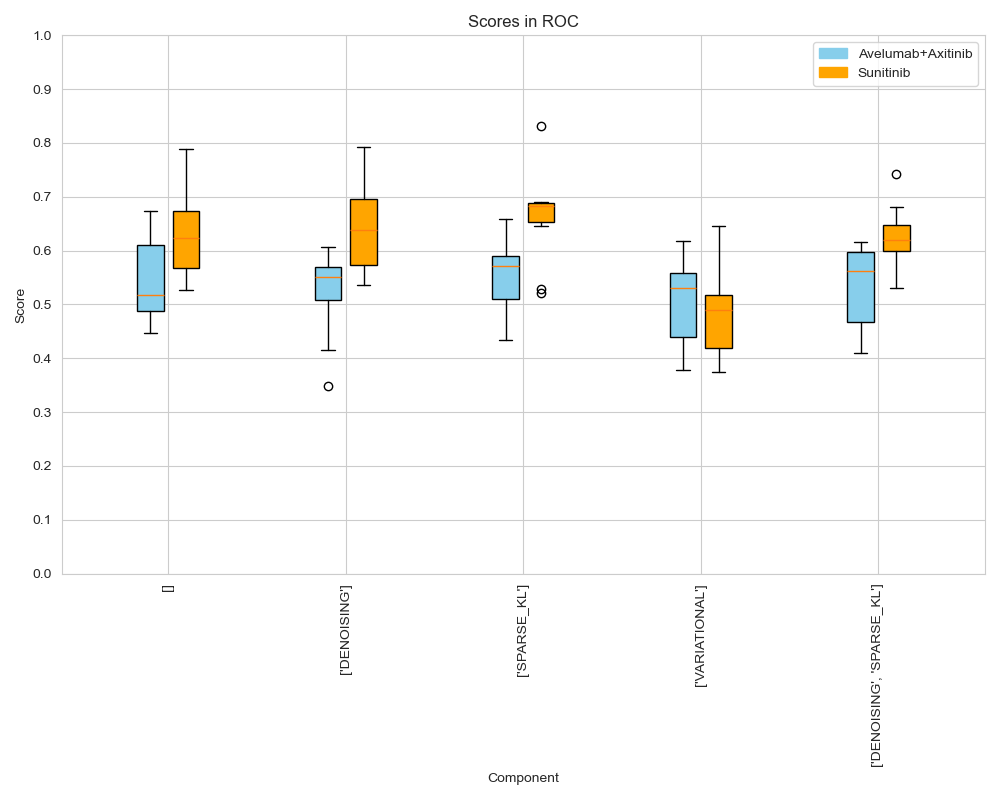 Scores in ROC
Avelumab+Axitinib
Sunitinib
Score
1.0
0.9
0.8
0.7
0.6
0.5
0.4
0.3
0.2
0.1
0.0
[]
['DENOISING']
['SPARSE_KL']
['VARIATIONAL']
['DENOISING', 'SPARSE_KL']
Component